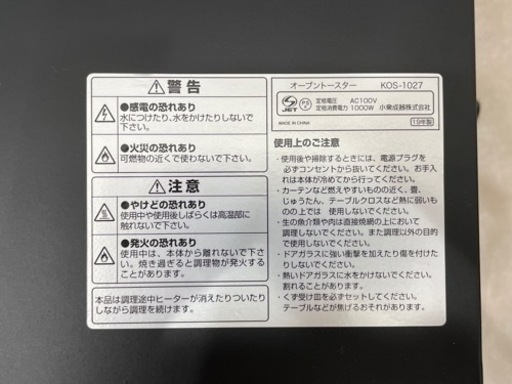 警告
●感電の恐れあり
水につけたり、水をかけたりしないで
下さい。
●火災の恐れあり
可燃物の近くで使わないで下さい。
注意
●やけどの恐れあり
使用中や使用後しばらくは高温部に
触れないで下さい。
●発火の恐れあり
使用中は、本体から離れないで下さ
い。焼き過ぎると調理物が発火する
ことがあります。
本品は調理途中ヒーターが消えたりついたり
しながら調理を続けます。
オーブントースター KOS-1027
JET PSE 定格電圧 AC100V
定格消費電力 1000W 小泉成器株式会社
MADE IN CHINA 19年製
使用上のご注意
・使用後や掃除するときには、電源プラグを
必ずコンセントから抜いてください。お手入
れは本体が冷めてから行ってください。
・カーテンなど燃えやすいものの近く、畳、
じゅうたん、テーブルクロスなど熱に弱いも
のの上では 使用しないでください。
・生の魚介類や肉は直接焼網の上において
調理しないでください。また調理以外の目的
で使用しないでください。
・ドアガラスに強い衝撃を加えたり傷を付けた
りしないでください。
・熱いドアガラスに水をかけないでください。
割れることがあります。
・くず受け皿を必ずセットしてください。
テーブルなどが焦げるおそれがあります。